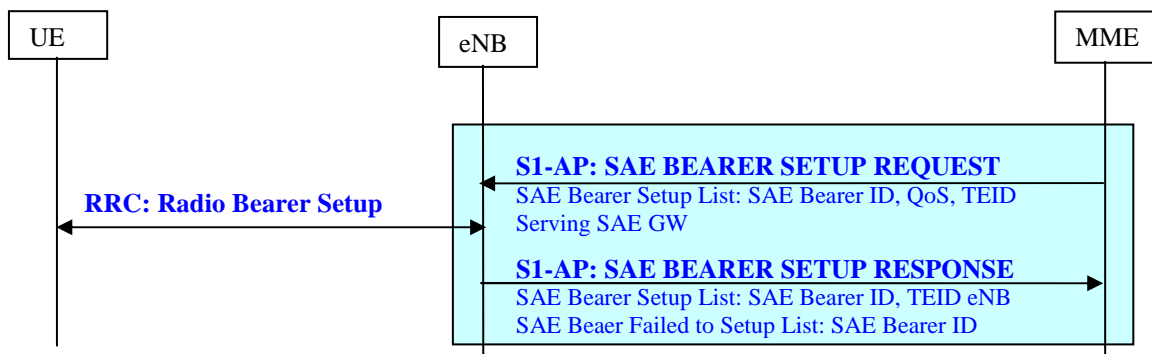 UE
eNB
MME
S1-AP: SAE BEARER SETUP REQUEST
SAE Bearer Setup List: SAE Bearer ID, QoS, TEID
Serving SAE GW
RRC: Radio Bearer Setup
S1-AP: SAE BEARER SETUP RESPONSE
SAE Bearer Setup List: SAE Bearer ID, TEID eNB
SAE Beaer Failed to Setup List: SAE Bearer ID